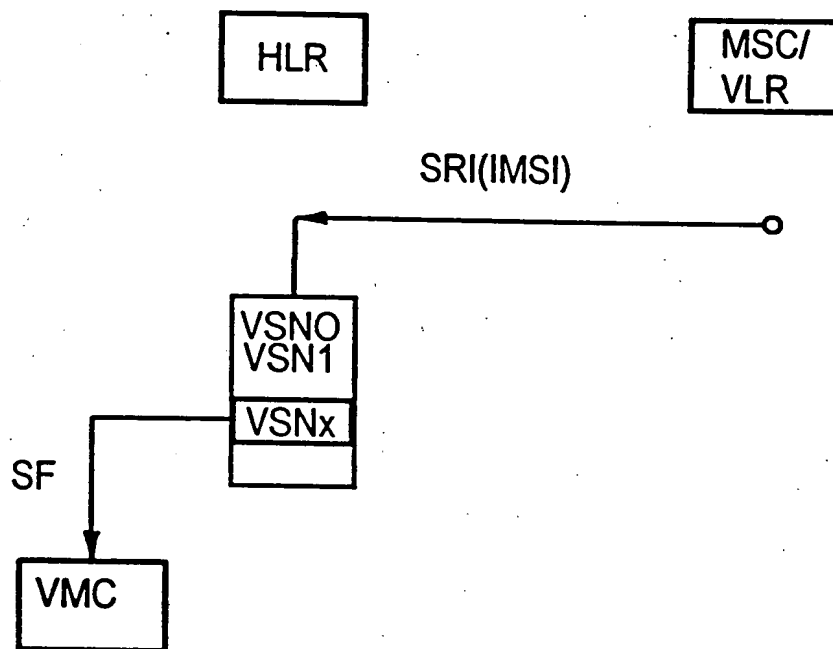 HLR
MSC/
VLR
SRI(IMSI)
VSNO
VSN1
VSNx
SF
VMC